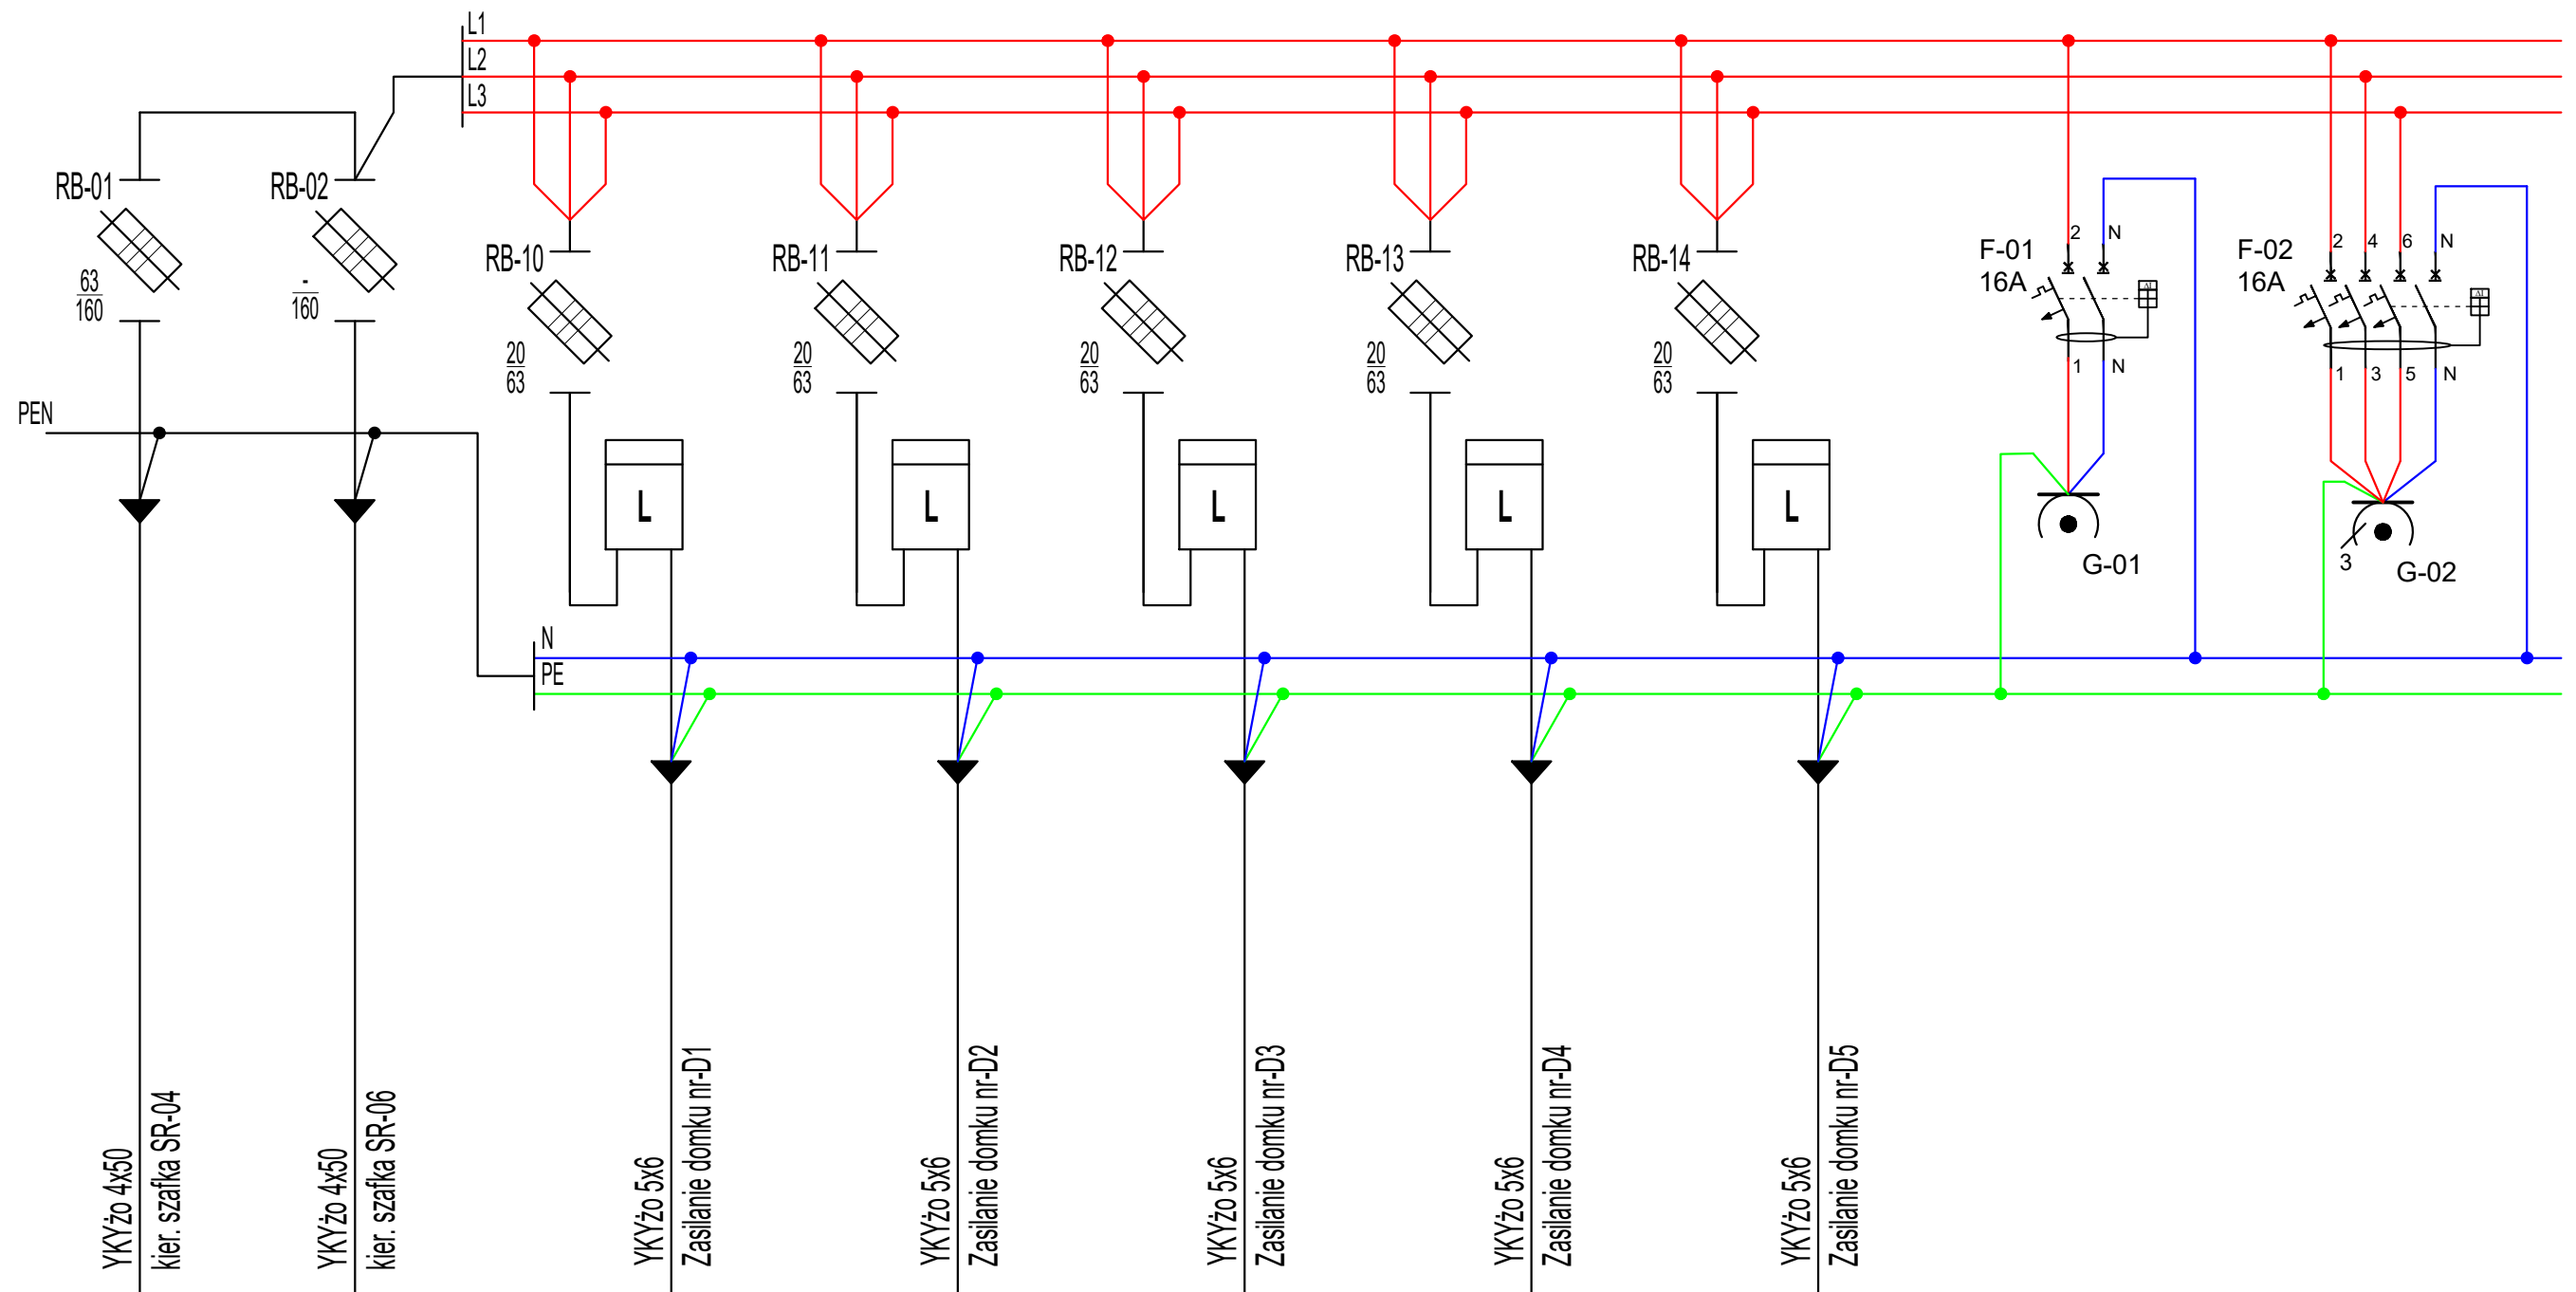 L1
L2
L3
RB-01
63
160
RB-02
-
160
RB-10
20
63
RB-11
20
63
RB-12
20
63
RB-13
20
63
RB-14
20
63
F-01
16A
2
N
1
N
F-02
16A
2
4
6
N
1
3
5
N
PEN
L
L
L
L
L
G-01
3
G-02
N
PE
YKYżo 4x50
kier. szafka SR-04
YKYżo 4x50
kier. szafka SR-06
YKYżo 5x6
Zasilanie domku nr-D1
YKYżo 5x6
Zasilanie domku nr-D2
YKYżo 5x6
Zasilanie domku nr-D3
YKYżo 5x6
Zasilanie domku nr-D4
YKYżo 5x6
Zasilanie domku nr-D5